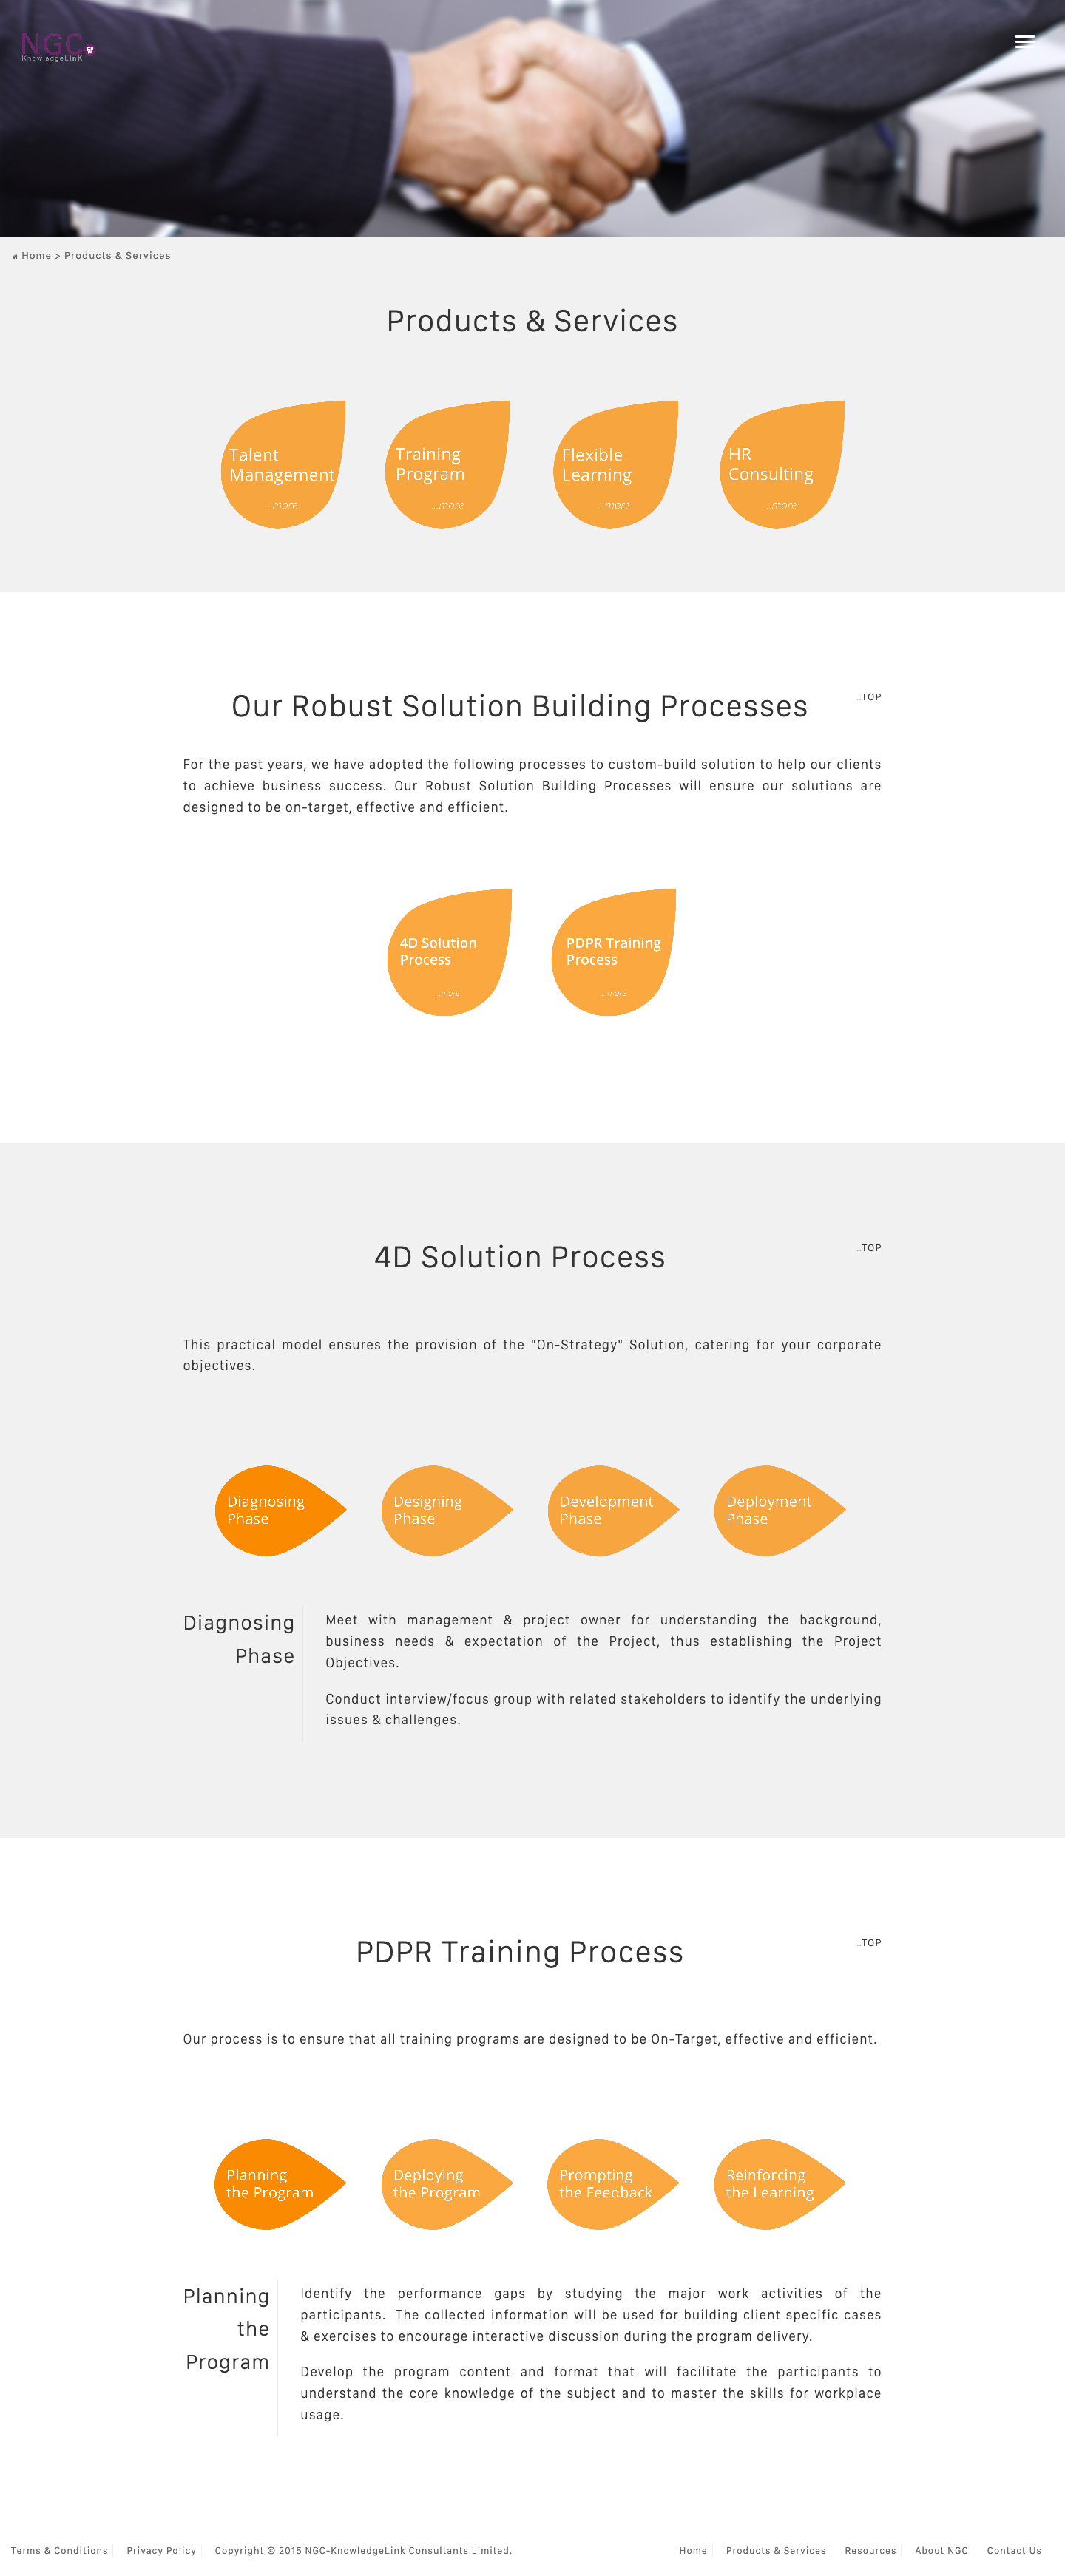 NGC
KnowledgeLinK
Home > Products & Services
Products & Services
Talent
Management
...more
Training
Program
...more
Flexible
Learning
...more
HR
Consulting
...more
Our Robust Solution Building Processes
TOP
For the past years, we have adopted the following processes to custom-build solution to help our clients
to achieve business success. Our Robust Solution Building Processes will ensure our solutions are
designed to be on-target, effective and efficient.
4D Solution
Process
...more
PDPR Training
Process
...more
4D Solution Process
TOP
This practical model ensures the provision of the "On-Strategy" Solution, catering for your corporate
objectives.
Diagnosing
Phase
Designing
Phase
Development
Phase
Deployment
Phase
Diagnosing
Phase
Meet with management & project owner for understanding the background,
business needs & expectation of the Project, thus establishing the Project
Objectives.
Conduct interview/focus group with related stakeholders to identify the underlying
issues & challenges.
PDPR Training Process
TOP
Our process is to ensure that all training programs are designed to be On-Target, effective and efficient.
Planning
the Program
Deploying
the Program
Prompting
the Feedback
Reinforcing
the Learning
Planning
the
Program
Identify the performance gaps by studying the major work activities of the
participants. The collected information will be used for building client specific cases
& exercises to encourage interactive discussion during the program delivery.
Develop the program content and format that will facilitate the participants to
understand the core knowledge of the subject and to master the skills for workplace
usage.
Terms & Conditions Privacy Policy Copyright © 2015 NGC-KnowledgeLink Consultants Limited. Home Products & Services Resources About NGC Contact Us